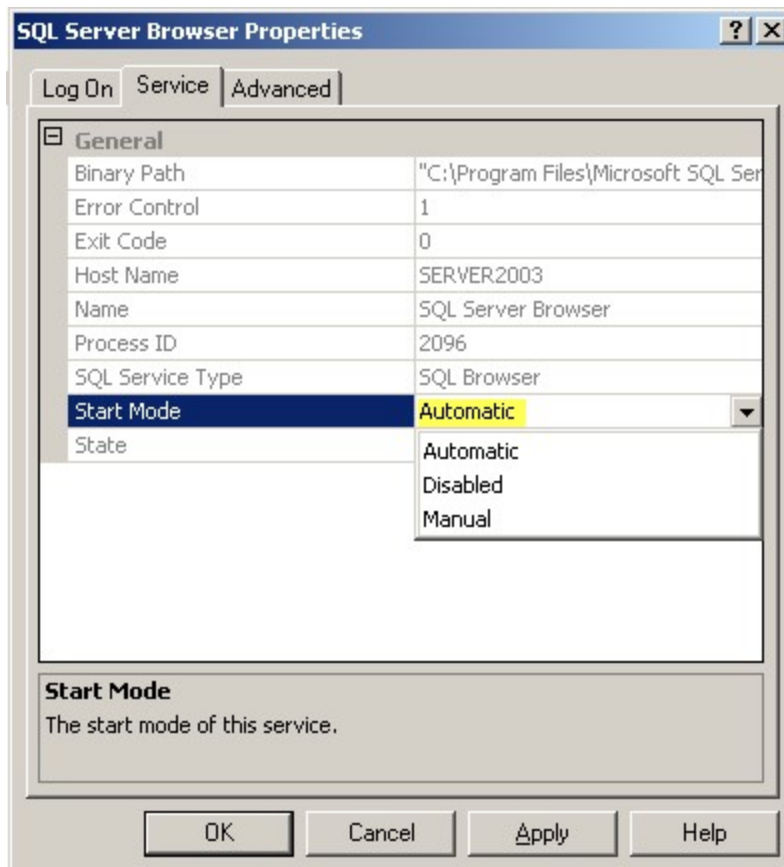 SQL Server Browser Properties
Log On Service Advanced
General
Binary Path "C:\Program Files\Microsoft SQL Ser
Error Control 1
Exit Code 0
Host Name SERVER2003
Name SQL Server Browser
Process ID 2096
SQL Service Type SQL Browser
Start Mode Automatic
State
Automatic
Disabled
Manual
Start Mode
The start mode of this service.
OK Cancel Apply Help